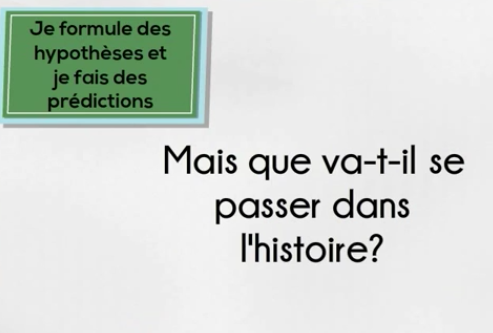 Je formule des
hypothèses et
je fais des
prédictions
Mais que va-t-il se
passer dans
l'histoire?